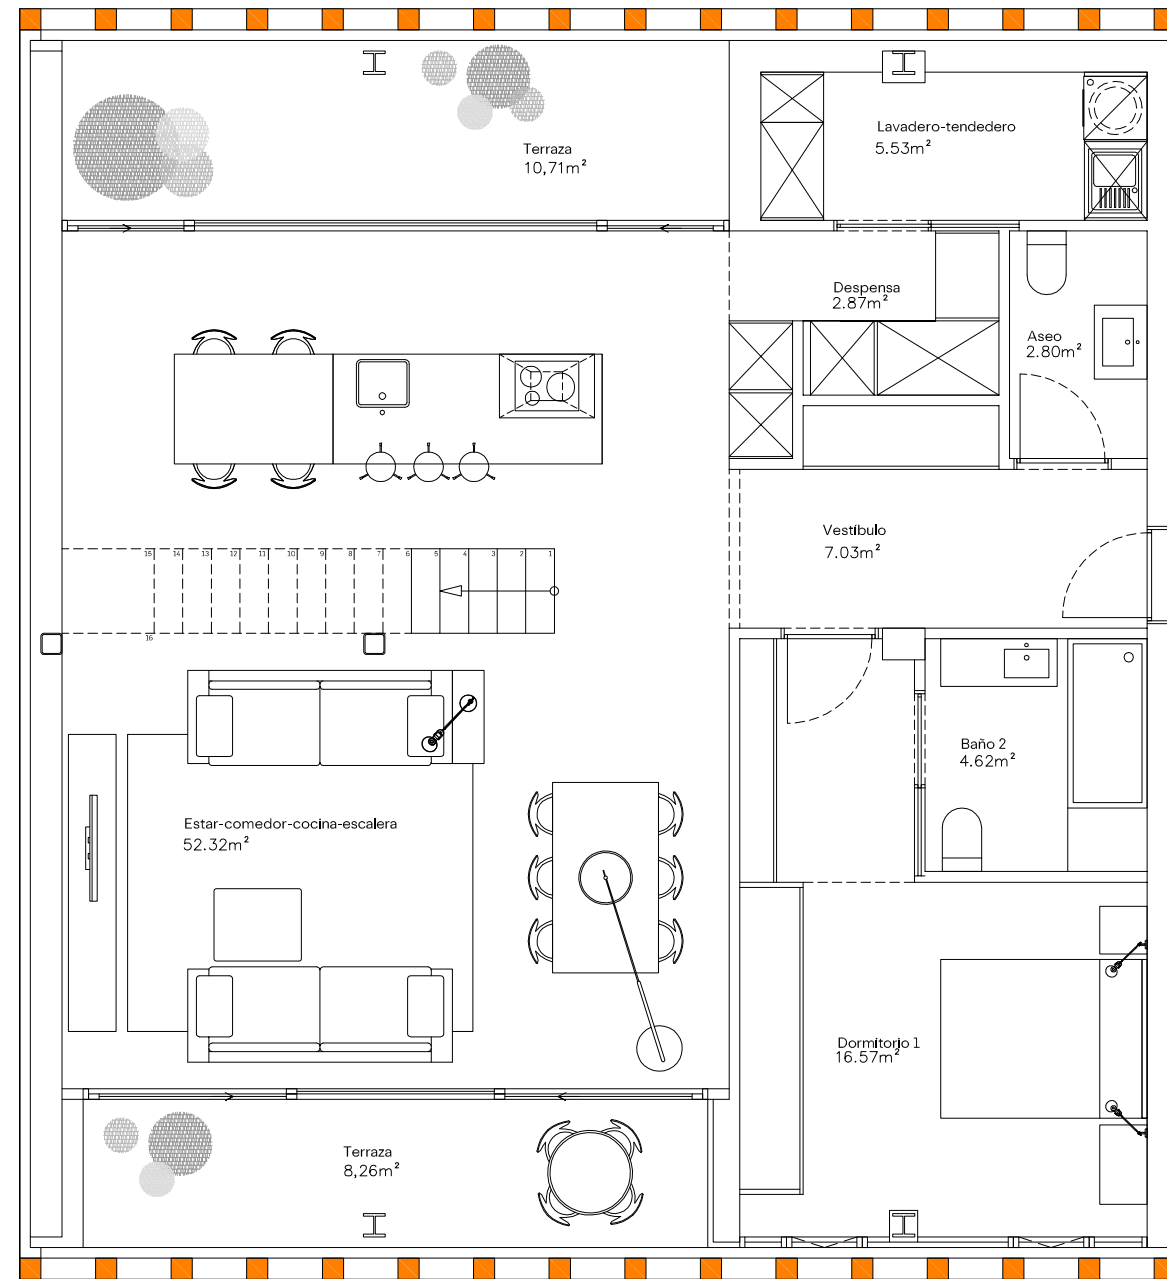 Terraza
10,71m²
Lavadero-tendedero
5.53m²
Despensa
2.87m²
Aseo
2.80m²
Vestíbulo
7.03m²
15 14 13 12 11 10 9 8 7 6 5 4 3 2 1
16
Baño 2
4.62m²
Estar-comedor-cocina-escalera
52.32m²
Dormitorio 1
16.57m²
Terraza
8,26m²